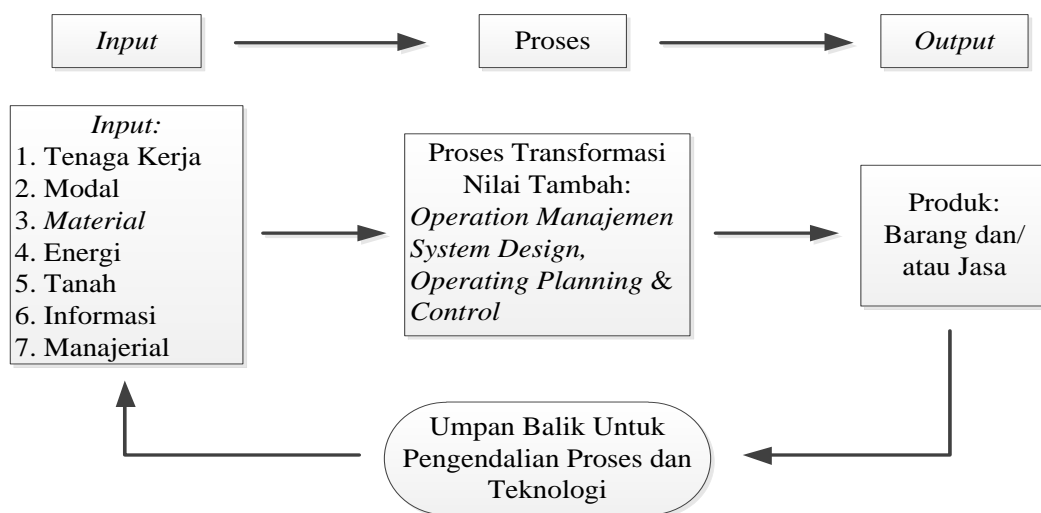 Input
Proses
Output
Input:
1. Tenaga Kerja
2. Modal
3. Material
4. Energi
5. Tanah
6. Informasi
7. Manajerial
Proses Transformasi
Nilai Tambah:
Operation Manajemen
System Design,
Operating Planning &
Control
Produk:
Barang dan/
atau Jasa
Umpan Balik Untuk
Pengendalian Proses dan
Teknologi